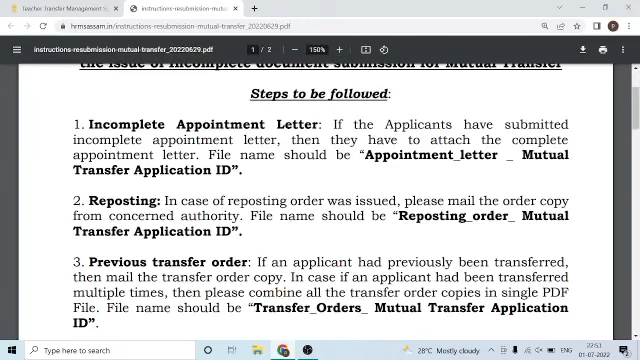 Teacher Transfer Management S
instructions-resubmission-mutual-t
hrmsassam.in/instructions-resubmission-mutual-transfer_20220629.pdf
P
instructions-resubmission-mutual-transfer_20220629.pdf
1 / 2
150%
the issue of incomplete document submission for Mutual Transfer
Steps to be followed:
1. Incomplete Appointment Letter: If the Applicants have submitted
incomplete appointment letter, then they have to attach the complete
appointment letter. File name should be “Appointment_letter _ Mutual
Transfer Application ID”.
2. Reposting: In case of reposting order was issued, please mail the order copy
from concerned authority. File name should be “Reposting_order_ Mutual
Transfer Application ID”.
3. Previous transfer order: If an applicant had previously been transferred,
then mail the transfer order copy. In case if an applicant had been transferred
multiple times, then please combine all the transfer order copies in single PDF
File. File name should be “Transfer_Orders_ Mutual Transfer Application
ID”.
Type here to search
28°C Mostly cloudy
ENG
22:53
01-07-2022